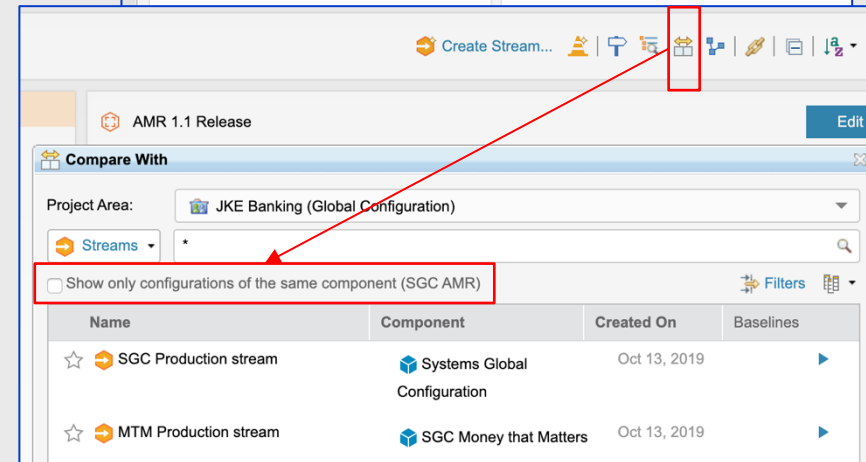 Create Stream...
AMR 1.1 Release
Edit
Compare With
Project Area: JKE Banking (Global Configuration)
Streams *
Show only configurations of the same component (SGC AMR)
Filters
Name Component Created On Baselines
SGC Production stream Systems Global Oct 13, 2019
Configuration
MTM Production stream SGC Money that Matters Oct 13, 2019